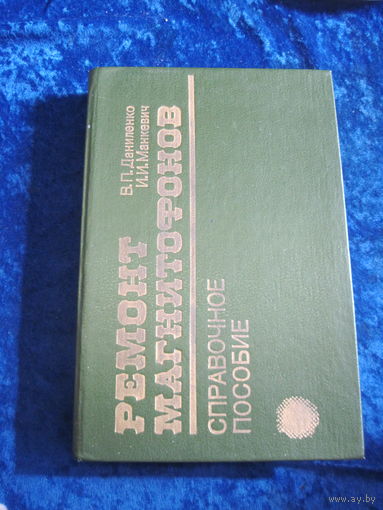 В.П.Даниленко
И.И.Манкевич
РЕМОНТ
МАГНИТОФОНОВ
СПРАВОЧНОЕ
ПОСОБИЕ
www.ay.by